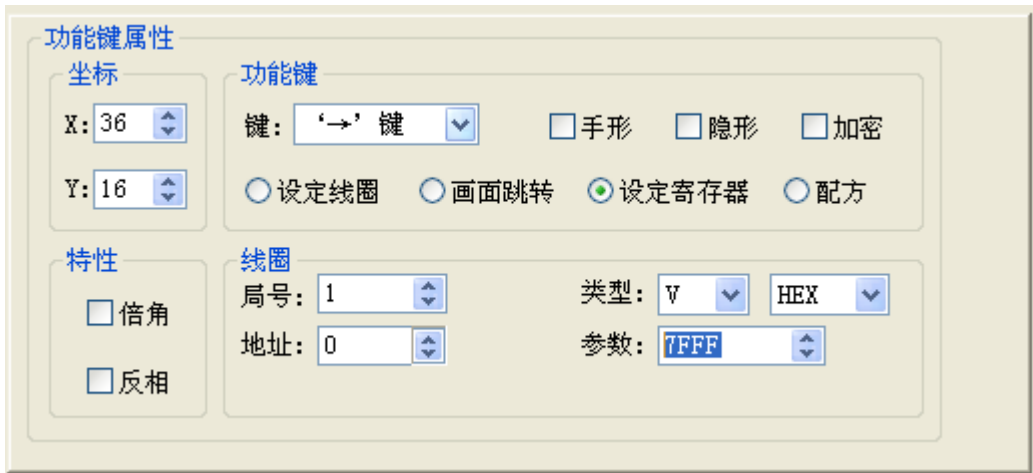 功能键属性
坐标
X: 36
Y: 16
功能键
键: ‘→’ 键 手形 隐形 加密
设定线圈 画面跳转 设定寄存器 配方
特性
倍角
反相
线圈
局号: 1 类型: V HEX
地址: 0 参数: 7FFF